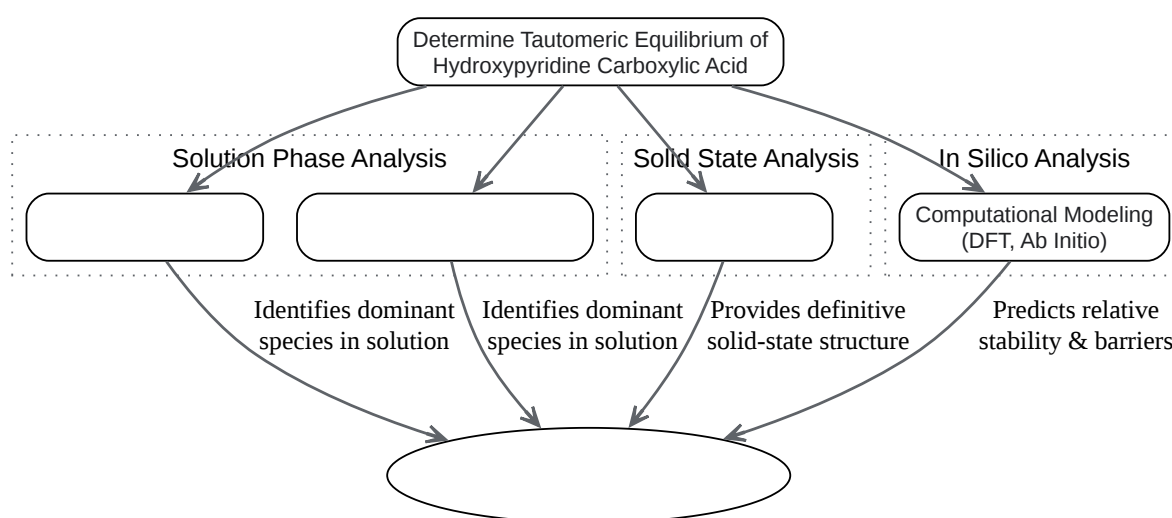 Determine Tautomeric Equilibrium of
Hydroxypyridine Carboxylic Acid
Solution Phase Analysis
Solid State Analysis
In Silico Analysis
Computational Modeling
(DFT, Ab Initio)
Identifies dominant
species in solution
Identifies dominant
species in solution
Provides definitive
solid-state structure
Predicts relative
stability & barriers